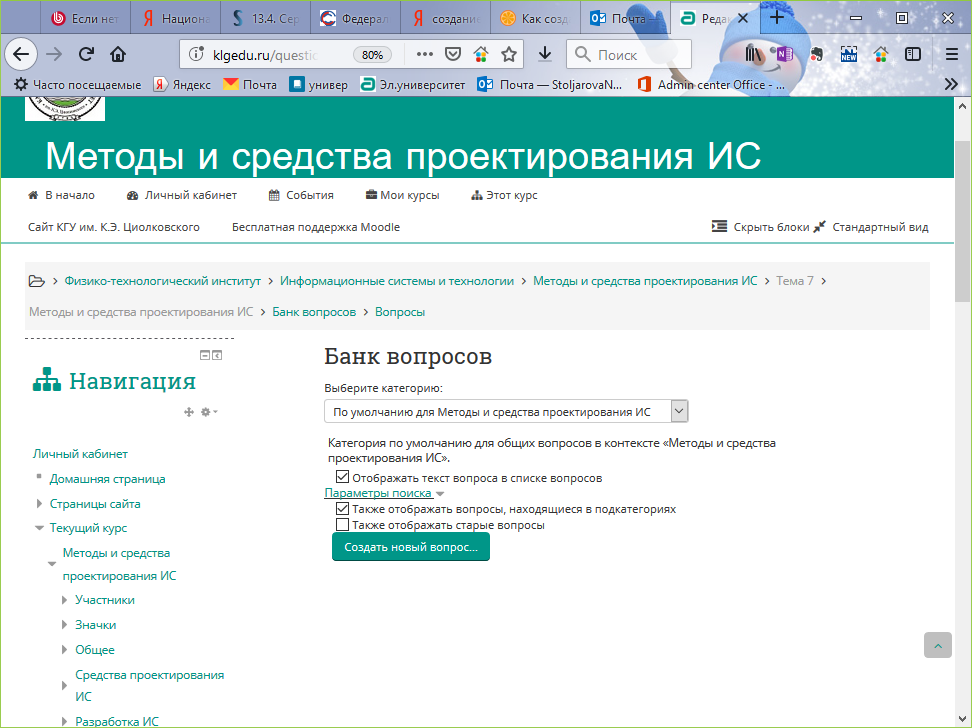 Если нет
Национ
13.4. Сер
Федерал
создани
Как созд
Почта —
Реда
klgedu.ru/questi
80%
Поиск
Часто посещаемые
Яндекс
Почта
универ
Эл.университет
Почта — StoljarovaN...
Admin center Office - ...
Методы и средства проектирования ИС
В начало
Личный кабинет
События
Мои курсы
Этот курс
Сайт КГУ им. К.Э. Циолковского
Бесплатная поддержка Moodle
Скрыть блоки
Стандартный вид
Физико-технологический институт > Информационные системы и технологии > Методы и средства проектирования ИС > Тема 7 >
Методы и средства проектирования ИС > Банк вопросов > Вопросы
Навигация
Личный кабинет
Домашняя страница
Страницы сайта
Текущий курс
Методы и средства
проектирования ИС
Участники
Значки
Общее
Средства проектирования
ИС
Разработка ИС
Банк вопросов
Выберите категорию:
По умолчанию для Методы и средства проектирования ИС
Категория по умолчанию для общих вопросов в контексте «Методы и средства
проектирования ИС».
Отображать текст вопроса в списке вопросов
Параметры поиска
Также отображать вопросы, находящиеся в подкатегориях
Также отображать старые вопросы
Создать новый вопрос...